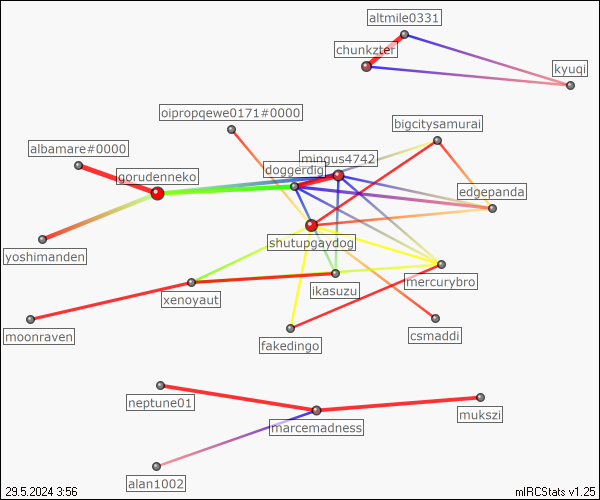 altmile0331
chunkzter
kyuqi
oipropqewe0171#0000
bigcitysamurai
albamare#0000
mingus4742
doggerdig
gorudenneko
edgepanda
shutupgaydog
yoshimanden
mercurybro
ikasuzu
xenoyaut
moonraven
csmaddi
fakedingo
neptune01
mukszi
marcemadness
alan1002
29.5.2024 3:56
mIRCStats v1.25